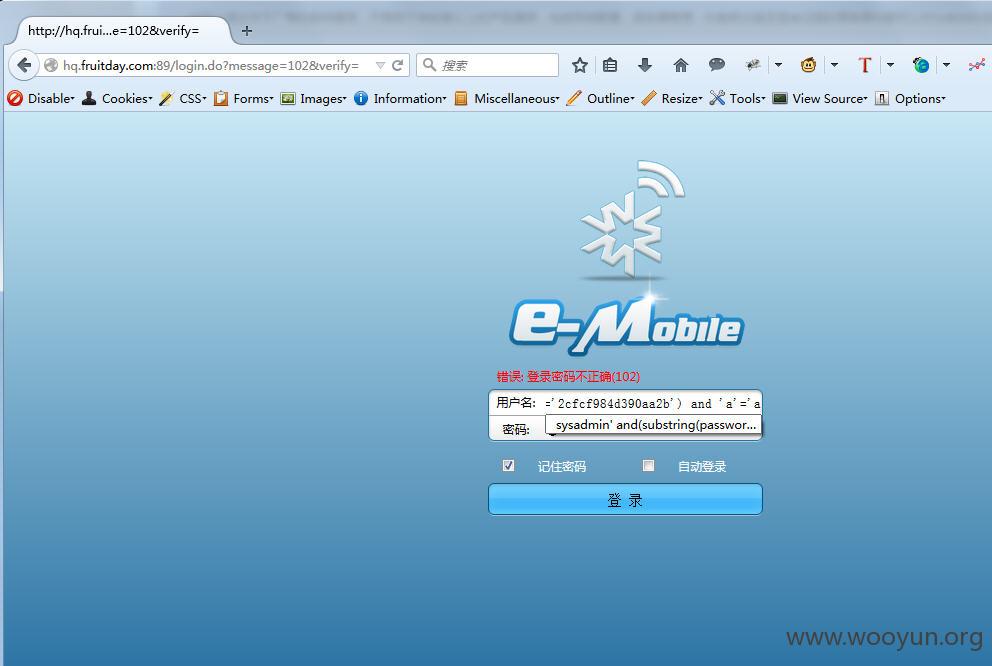 http://hq.frui...e=102&verify=
hq.fruitday.com:89/login.do?message=102&verify=
搜索
Disable Cookies CSS Forms Images Information Miscellaneous Outline Resize Tools View Source Options
e-Mobile
错误: 登录密码不正确(102)
用户名: ='2cfcf984d390aa2b') and 'a'='a
密码: sysadmin' and(substring(passwor...
记住密码 自动登录
登 录
www.wooyun.org